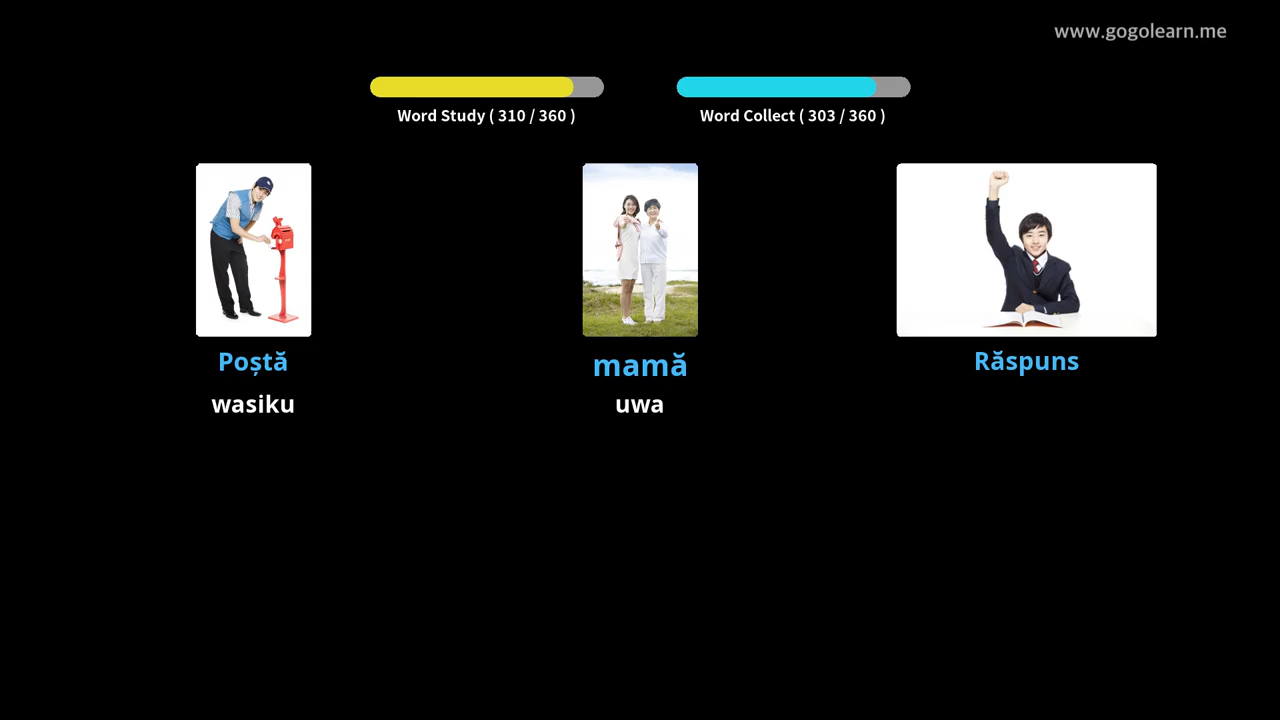 www.gogolearn.me
Word Study ( 310 / 360 )
Word Collect ( 303 / 360 )
Poștă
mamă
Răspuns
wasiku
uwa